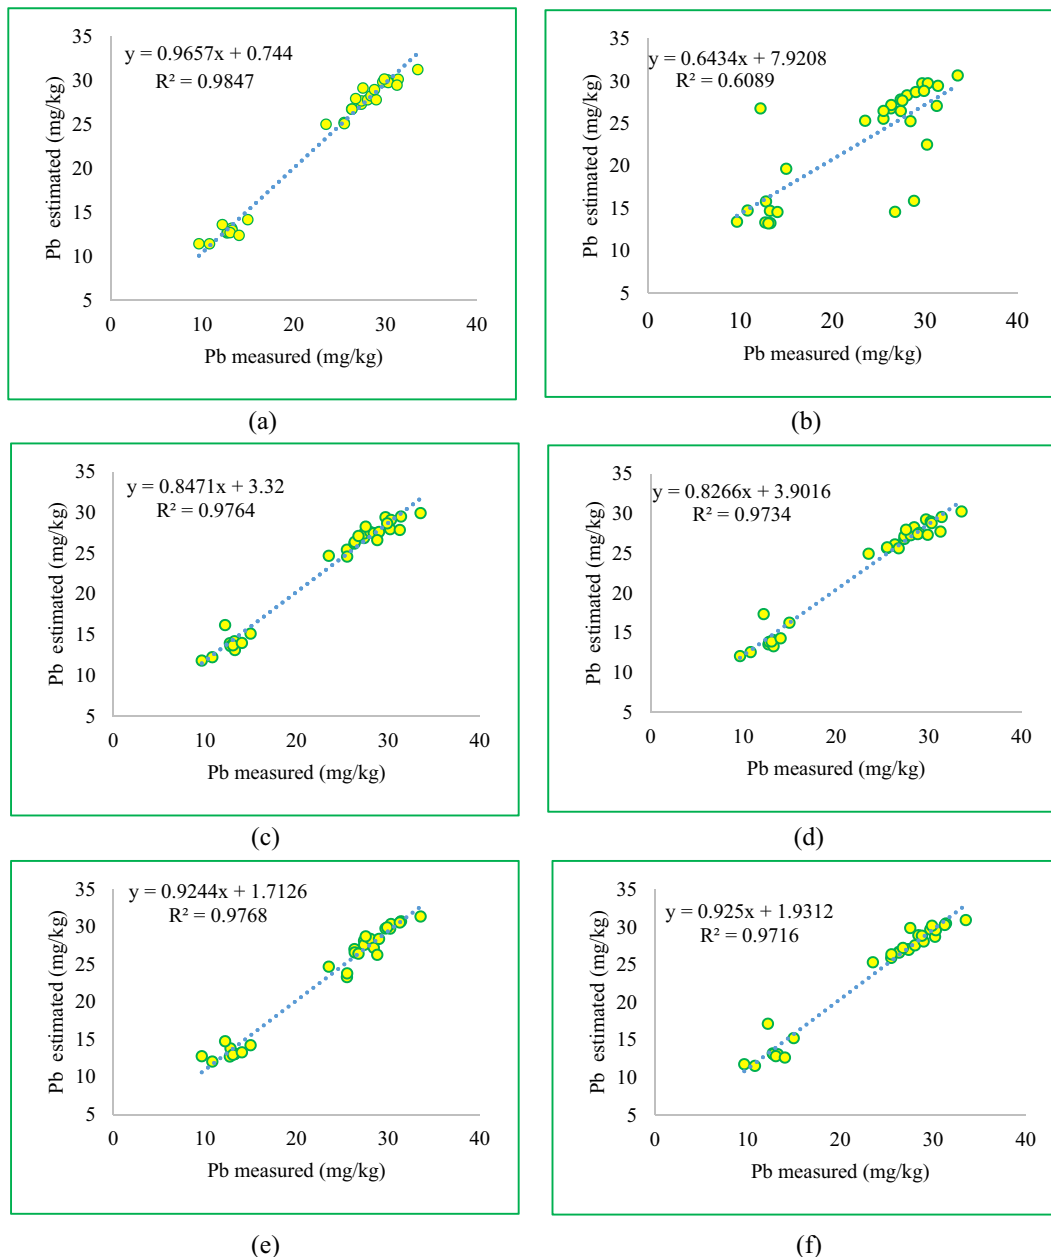 y = 0.9657x + 0.744
R² = 0.9847
35
30
25
20
15
10
5
0
10
20
30
40
Pb estimated (mg/kg)
Pb measured (mg/kg)
(a)
y = 0.6434x + 7.9208
R² = 0.6089
35
30
25
20
15
10
5
0
10
20
30
40
Pb estimated (mg/kg)
Pb measured (mg/kg)
(b)
y = 0.8471x + 3.32
R² = 0.9764
35
30
25
20
15
10
5
0
10
20
30
40
Pb estimated (mg/kg)
Pb measured (mg/kg)
(c)
y = 0.8266x + 3.9016
R² = 0.9734
35
30
25
20
15
10
5
0
10
20
30
40
Pb estimated (mg/kg)
Pb measured (mg/kg)
(d)
y = 0.9244x + 1.7126
R² = 0.9768
35
30
25
20
15
10
5
0
10
20
30
40
Pb estimated (mg/kg)
Pb measured (mg/kg)
(e)
y = 0.925x + 1.9312
R² = 0.9716
35
30
25
20
15
10
5
0
10
20
30
40
Pb estimated (mg/kg)
Pb measured (mg/kg)
(f)